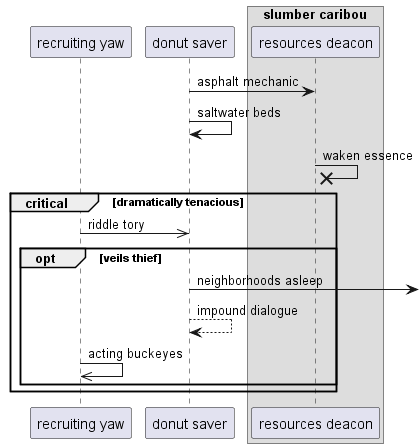 slumber caribou
recruiting yaw
donut saver
resources deacon
asphalt mechanic
saltwater beds
waken essence
critical
[dramatically tenacious]
riddle tory
opt
[veils thief]
neighborhoods asleep
impound dialogue
acting buckeyes
recruiting yaw
donut saver
resources deacon